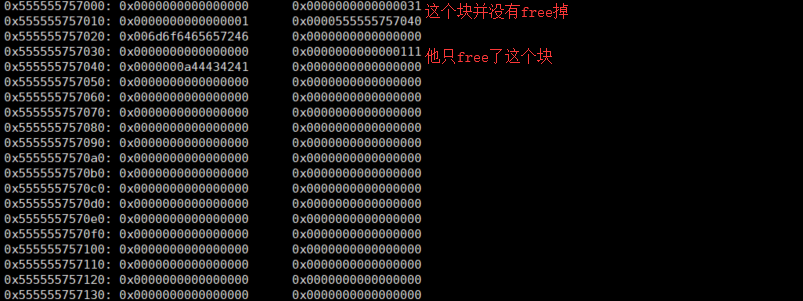 0x555555757000: 0x0000000000000000 0x0000000000000031 这个块并没有free掉
0x555555757010: 0x0000000000000001 0x0000555555757040
0x555555757020: 0x006d6f6465657246 0x0000000000000000
0x555555757030: 0x0000000000000000 0x0000000000000111 他只free了这个块
0x555555757040: 0x0000000a44434241 0x0000000000000000
0x555555757050: 0x0000000000000000 0x0000000000000000
0x555555757060: 0x0000000000000000 0x0000000000000000
0x555555757070: 0x0000000000000000 0x0000000000000000
0x555555757080: 0x0000000000000000 0x0000000000000000
0x555555757090: 0x0000000000000000 0x0000000000000000
0x5555557570a0: 0x0000000000000000 0x0000000000000000
0x5555557570b0: 0x0000000000000000 0x0000000000000000
0x5555557570c0: 0x0000000000000000 0x0000000000000000
0x5555557570d0: 0x0000000000000000 0x0000000000000000
0x5555557570e0: 0x0000000000000000 0x0000000000000000
0x5555557570f0: 0x0000000000000000 0x0000000000000000
0x555555757100: 0x0000000000000000 0x0000000000000000
0x555555757110: 0x0000000000000000 0x0000000000000000
0x555555757120: 0x0000000000000000 0x0000000000000000
0x555555757130: 0x0000000000000000 0x0000000000000000